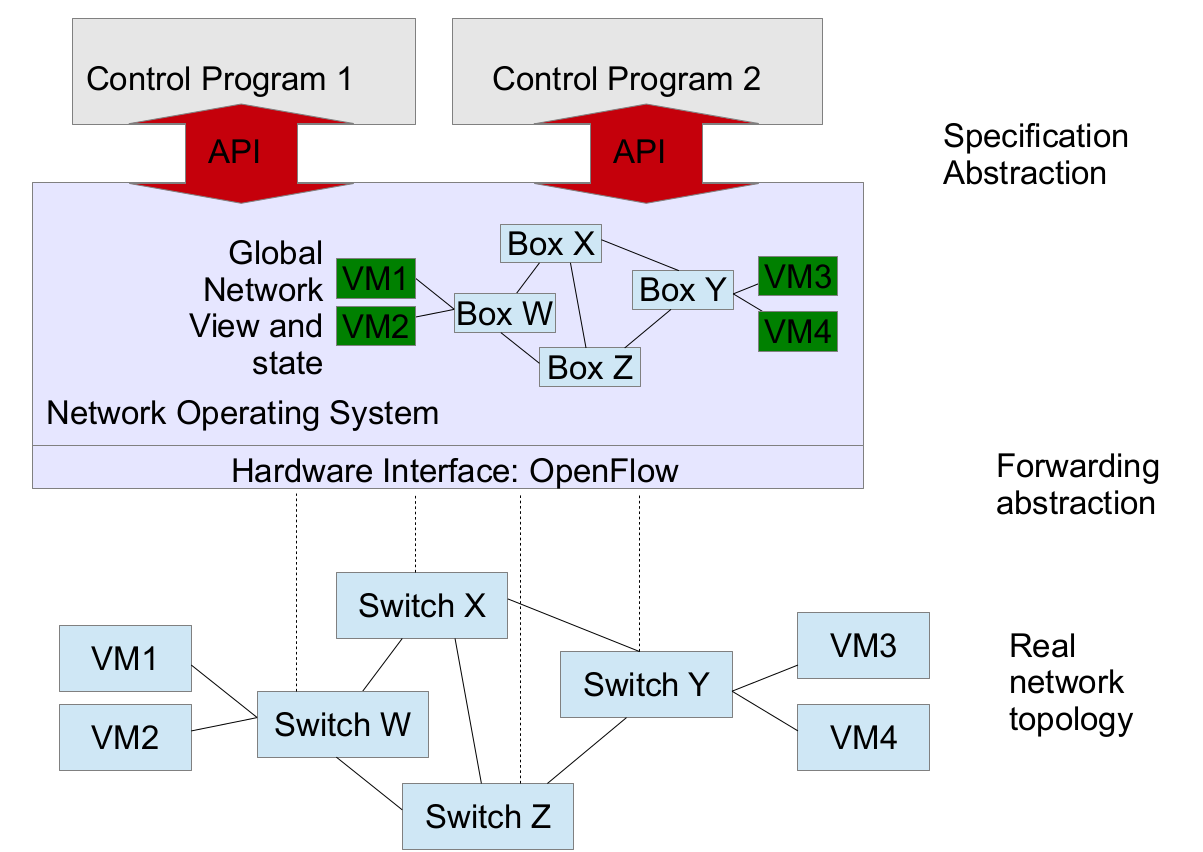 Control Program 1
Control Program 2
API
API
Specification
Abstraction
Global
Network
View and
state
VM1
VM2
Box X
Box W
Box Y
Box Z
VM3
VM4
Network Operating System
Hardware Interface: OpenFlow
Forwarding
abstraction
Switch X
VM1
VM2
Switch W
Switch Y
Switch Z
VM3
VM4
Real
network
topology